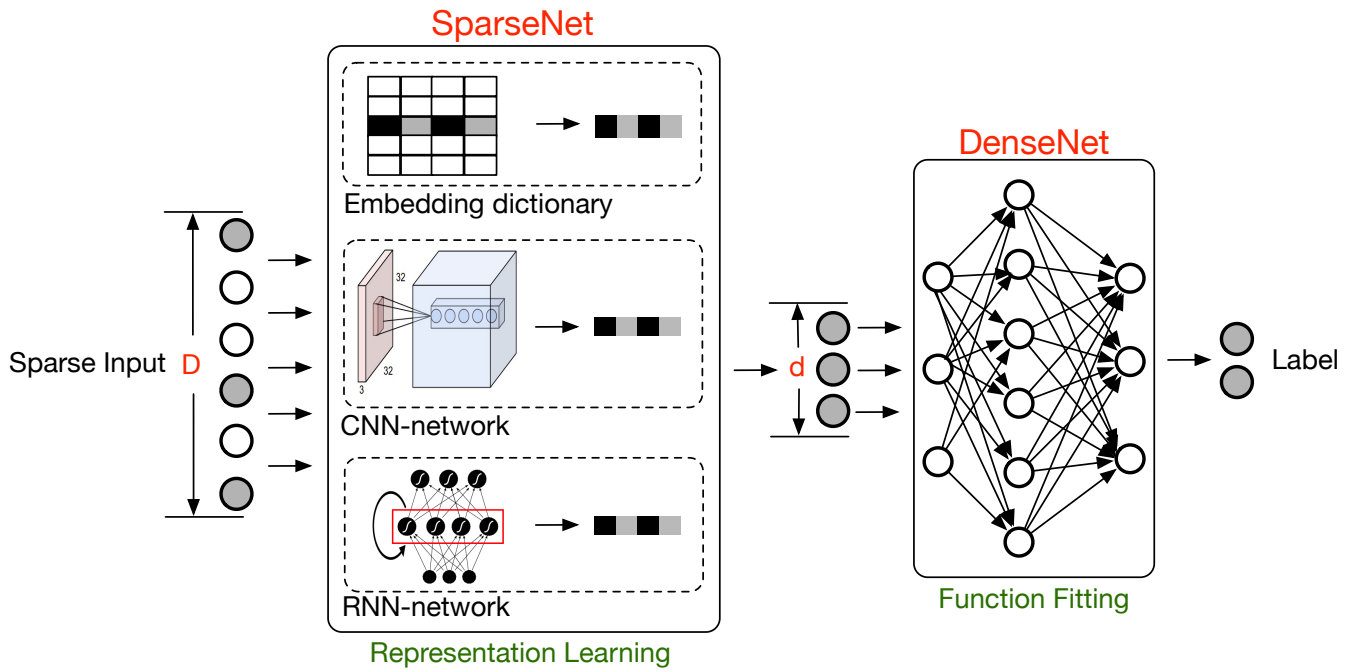 SparseNet
Embedding dictionary
32
32
3
CNN-network
RNN-network
Representation Learning
Sparse Input
D
d
DenseNet
Function Fitting
Label